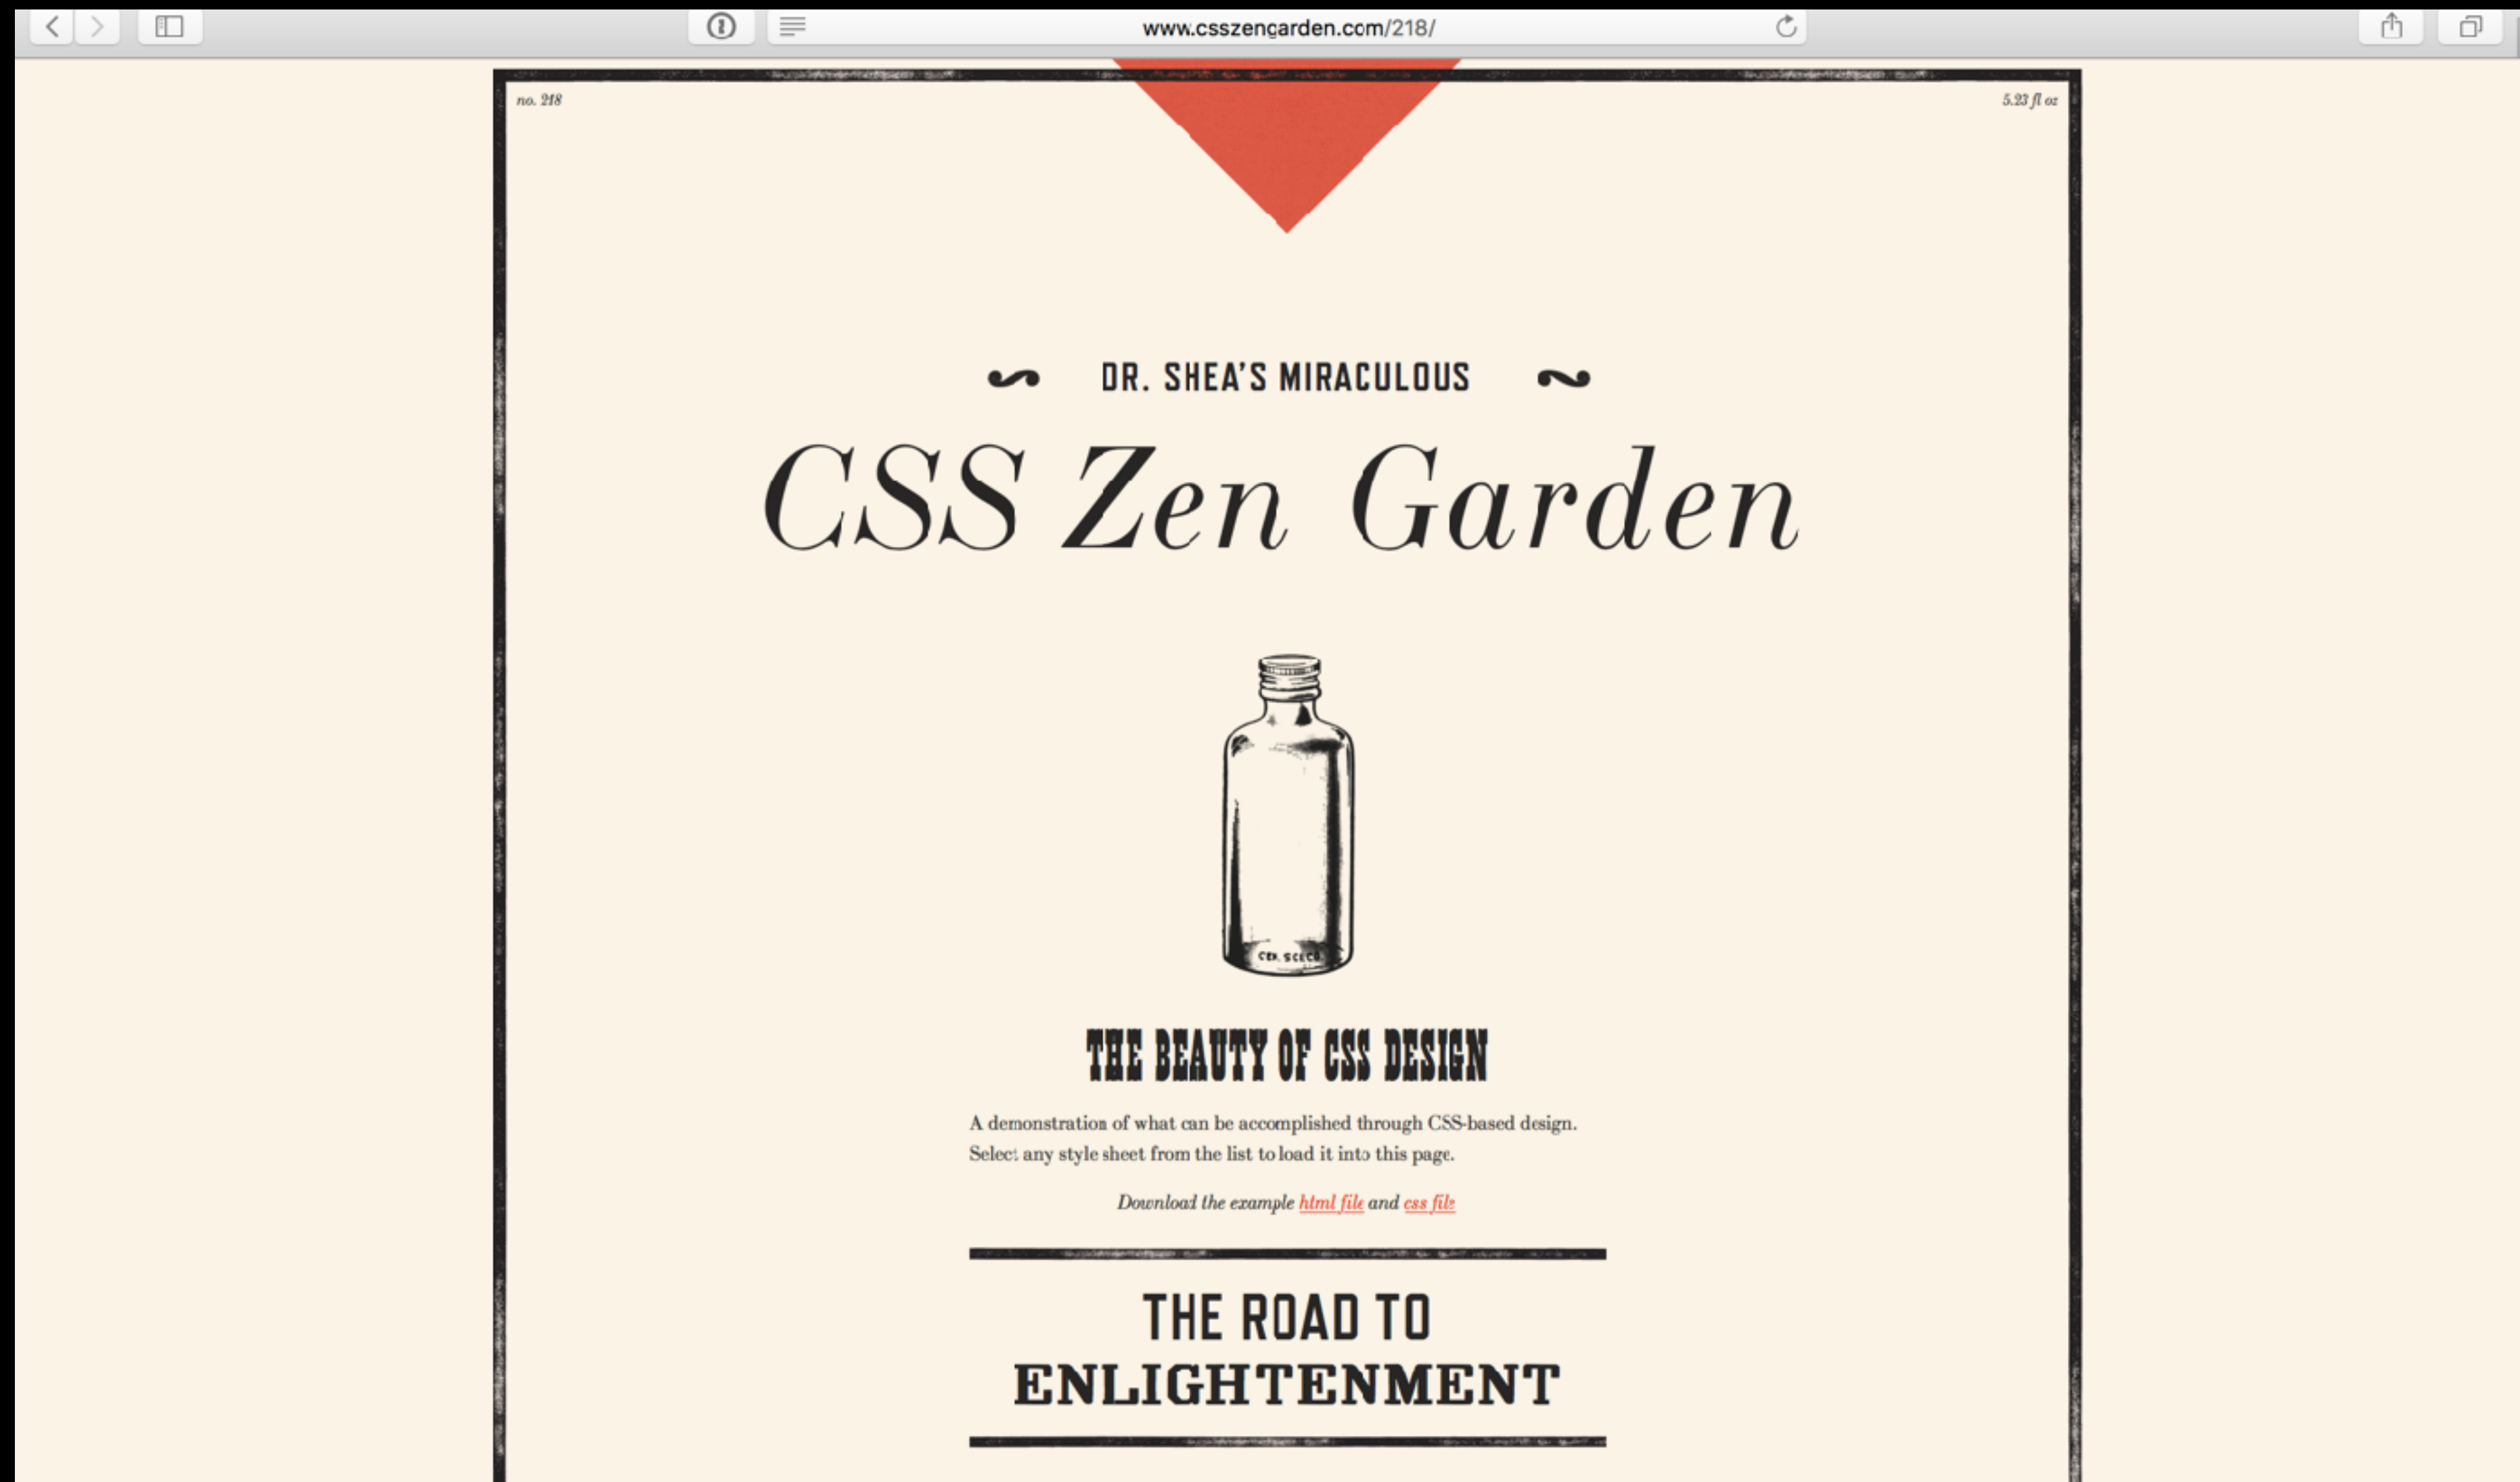 www.csszengarden.com/218/
no. 218
5.23 fl oz
DR. SHEA'S MIRACULOUS
CSS Zen Garden
THE BEAUTY OF CSS DESIGN
A demonstration of what can be accomplished through CSS-based design.
Select any style sheet from the list to load it into this page.
Download the example html file and css file
THE ROAD TO
ENLIGHTENMENT